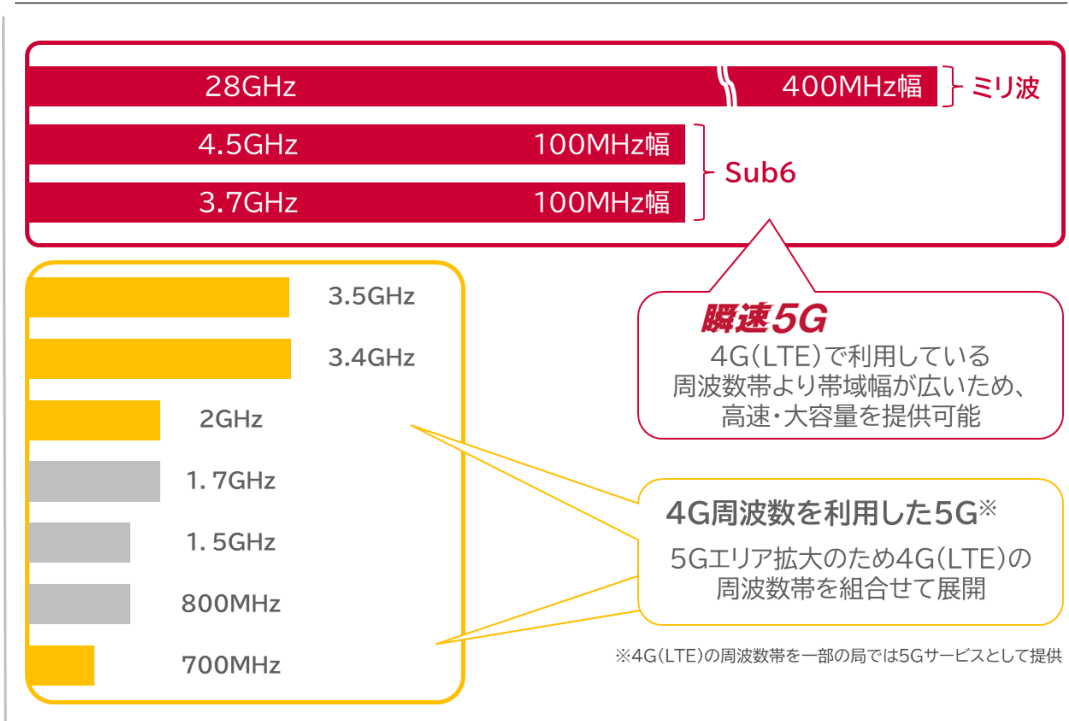 28GHz 400MHz幅 ミリ波
4.5GHz 100MHz幅
Sub6
3.7GHz 100MHz幅
3.5GHz
3.4GHz
2GHz
1.7GHz
1.5GHz
800MHz
700MHz
瞬速5G
4G(LTE)で利用している
周波数帯より帯域幅が広いため、
高速・大容量を提供可能
4G周波数を利用した5G※
5Gエリア拡大のため4G(LTE)の
周波数帯を組合せて展開
※4G(LTE)の周波数帯を一部の局では5Gサービスとして提供